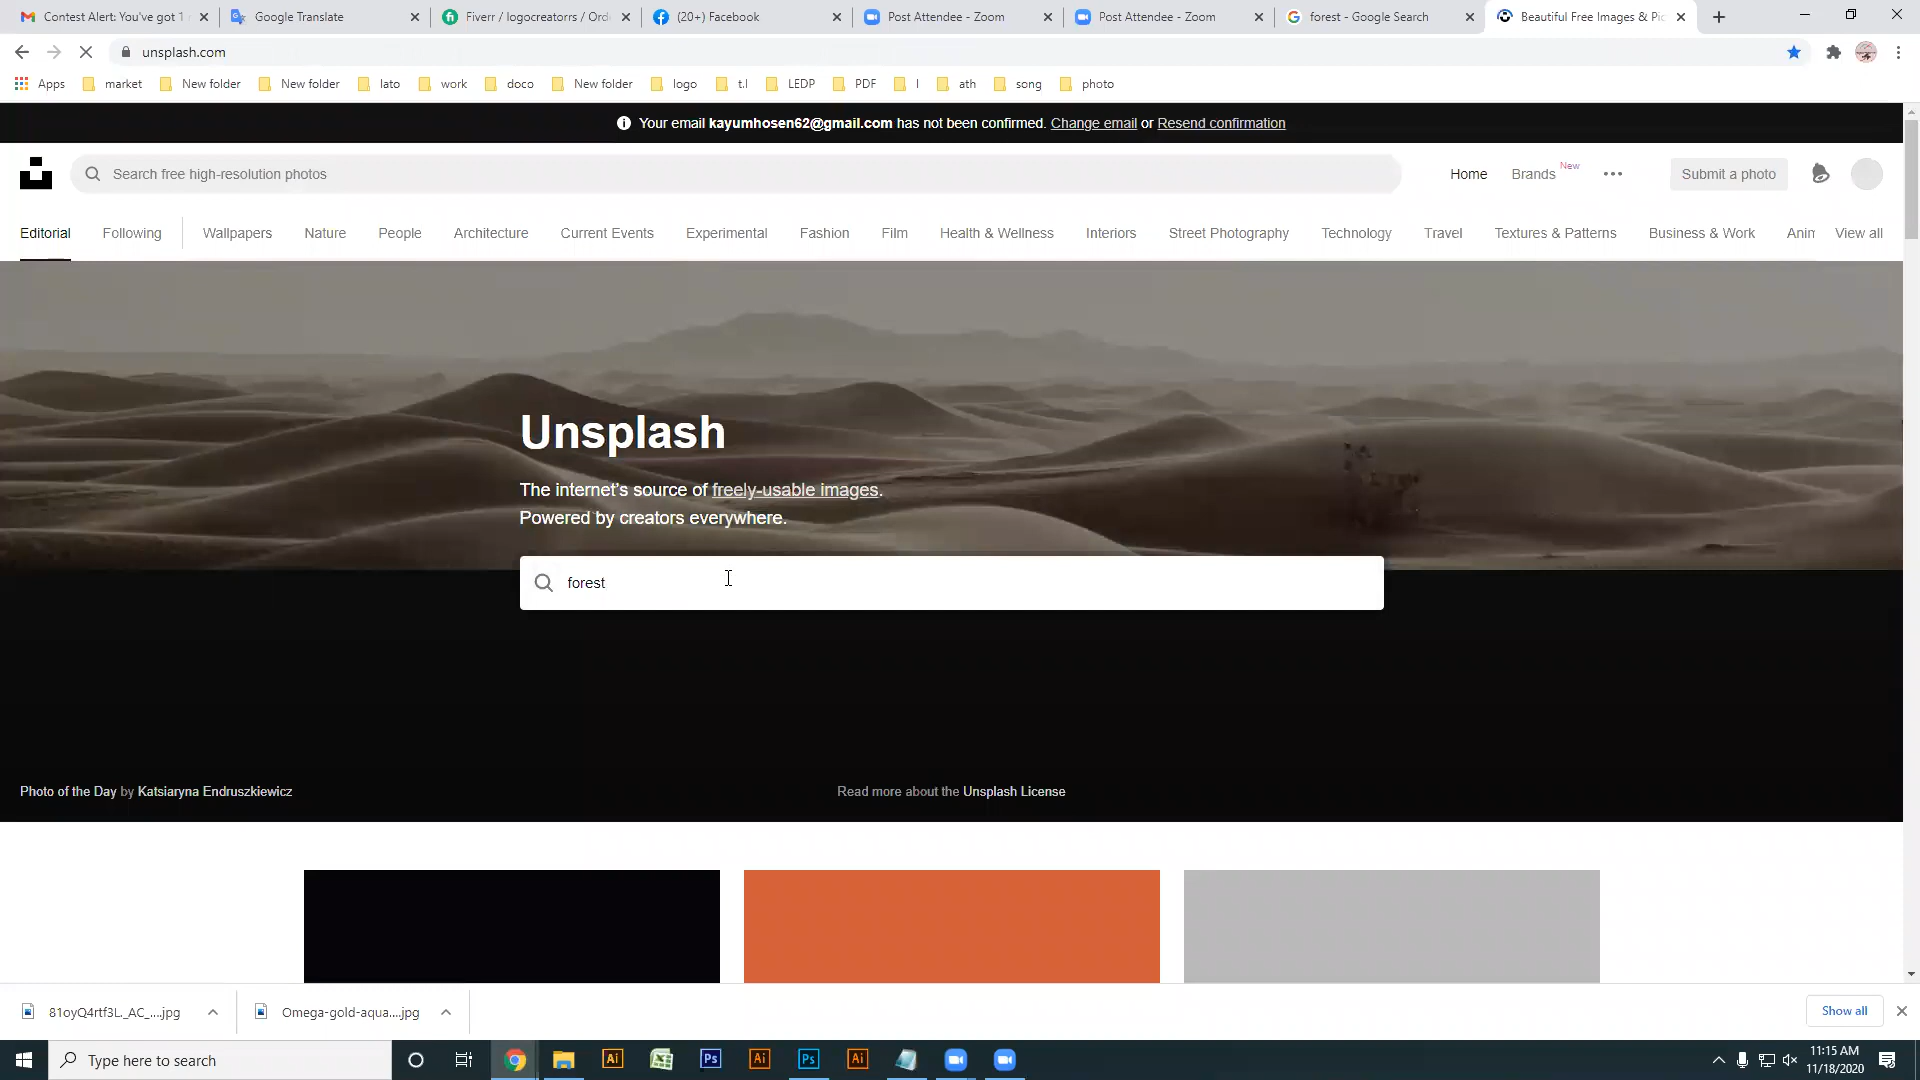 Contest Alert: You've got 1
Google Translate
Fiverr / logocreatorrs / Ord
(20+) Facebook
Post Attendee - Zoom
Post Attendee - Zoom
forest - Google Search
Beautiful Free Images & Pic
unsplash.com
Apps
market
New folder
New folder
lato
work
doco
New folder
logo
t.l
LEDP
PDF
l
ath
song
photo
Your email kayumhosen62@gmail.com has not been confirmed. Change email or Resend confirmation
Search free high-resolution photos
Home
Brands
New
Submit a photo
Editorial
Following
Wallpapers
Nature
People
Architecture
Current Events
Experimental
Fashion
Film
Health & Wellness
Interiors
Street Photography
Technology
Travel
Textures & Patterns
Business & Work
Anim
View all
Unsplash
The internet's source of freely-usable images.
Powered by creators everywhere.
forest
Photo of the Day by Katsiaryna Endruszkiewicz
Read more about the Unsplash License
81oyQ4rtf3L._AC_....jpg
Omega-gold-aqua....jpg
Show all
Type here to search
Ai
Ps
Ai
Ps
Ai
11:15 AM
11/18/2020